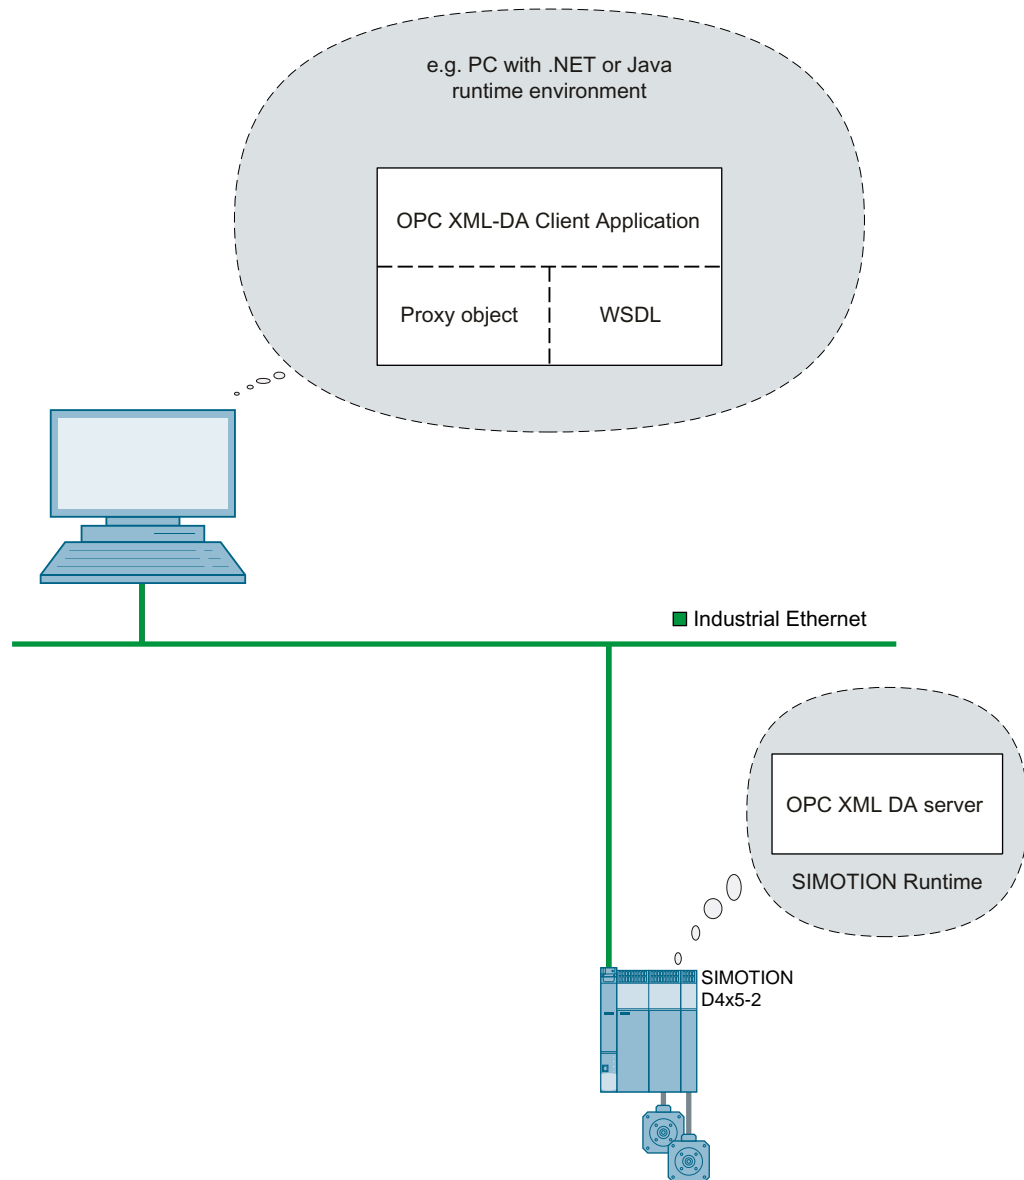 e.g. PC with .NET or Java
runtime environment
OPC XML-DA Client Application
Proxy object
WSDL
Industrial Ethernet
OPC XML DA server
SIMOTION Runtime
SIMOTION
D4x5-2